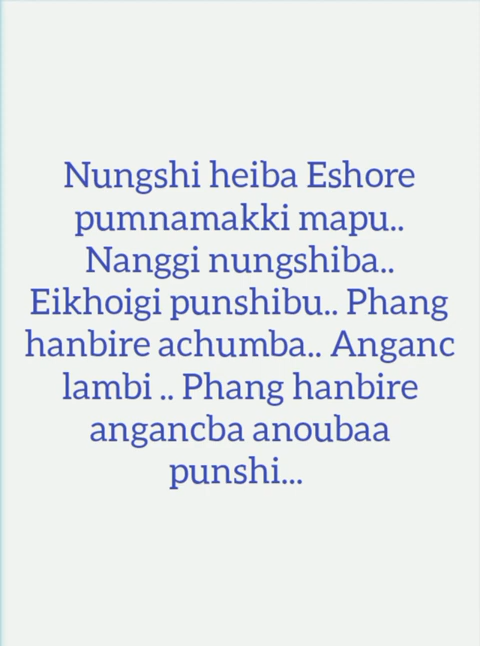 Nungshi heiba Eshore
pumnamakki mapu..
Nanggi nungshiba..
Eikhoigi punshibu.. Phang
hanbire achumba.. Anganc
lambi .. Phang hanbire
angancba anoubaa
punshi...